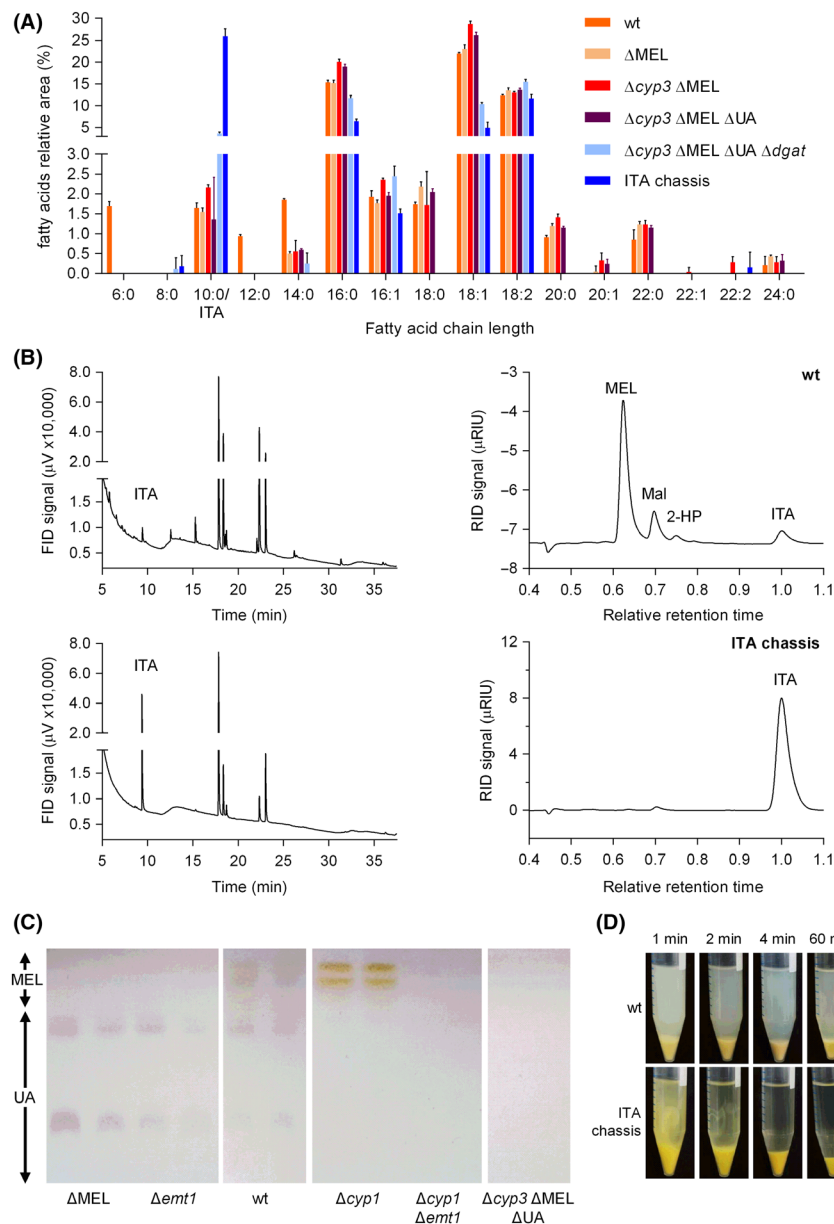 (A)
30
25
20
15
10
5
2.0
1.5
1.0
0.5
0.0
fatty acids relative area (%)
6:0 8:0 10:0/ 12:0 14:0 16:0 16:1 18:0 18:1 18:2 20:0 20:1 22:0 22:1 22:2 24:0
ITA
Fatty acid chain length
wt
ΔMEL
Δcyp3 ΔMEL
Δcyp3 ΔMEL ΔUA
Δcyp3 ΔMEL ΔUA Δdgat
ITA chassis
(B)
8.0
6.0
4.0
2.0
1.5
1.0
0.5
FID signal (µV x10,000)
ITA
5 10 15 20 25 30 35
Time (min)
wt
−3
−4
−5
−6
−7
−8
RID signal (µRIU)
MEL
Mal
2-HP
ITA
0.4 0.5 0.6 0.7 0.8 0.9 1.0 1.1
Relative retention time
8.0
6.0
4.0
2.0
1.5
1.0
0.5
FID signal (µV x10,000)
ITA
5 10 15 20 25 30 35
Time (min)
ITA chassis
12
8
4
0
RID signal (µRIU)
ITA
0.4 0.5 0.6 0.7 0.8 0.9 1.0 1.1
Relative retention time
(C)
MEL
UA
ΔMEL Δemt1 wt Δcyp1 Δcyp1 Δcyp3 ΔMEL
Δemt1 ΔUA
(D)
1 min 2 min 4 min 60
wt
ITA
chassis